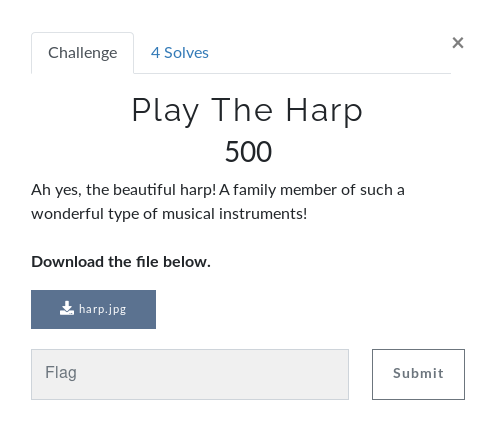 Challenge
4 Solves
×
Play The Harp
500
Ah yes, the beautiful harp! A family member of such a
wonderful type of musical instruments!
Download the file below.
harp.jpg
Flag
Submit